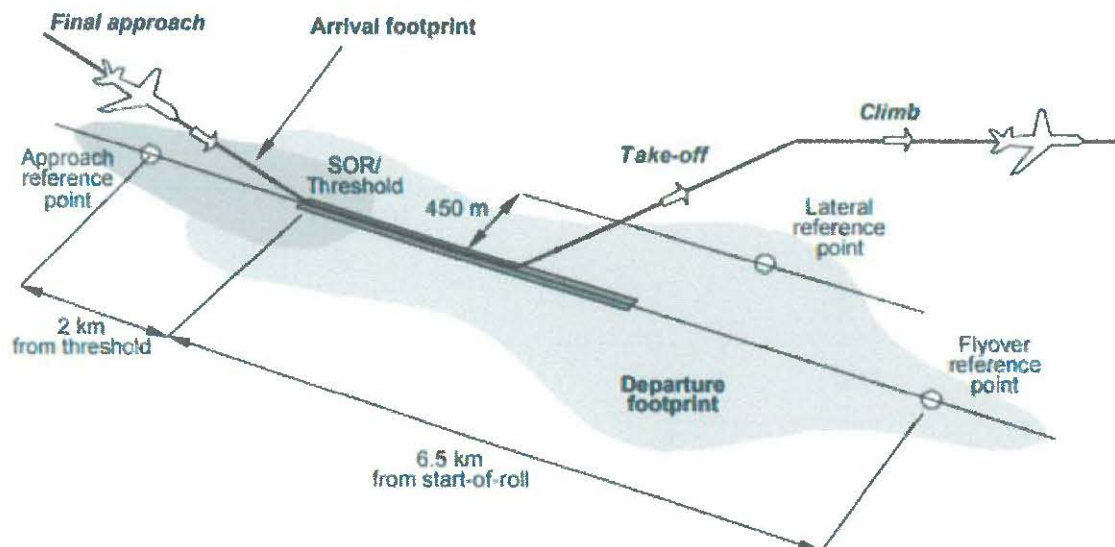 Final approach
Arrival footprint
Climb
Take-off
Approach
reference
point
SOR/
Threshold
450 m
Lateral
reference
point
2 km
from threshold
Flyover
reference
point
Departure
footprint
6.5 km
from start-of-roll